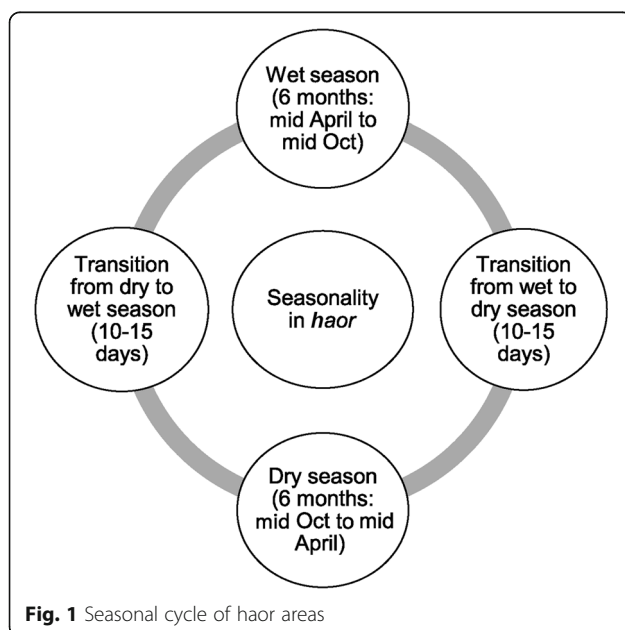 Wet season
(6 months:
mid April to
mid Oct)
Transition
from dry to
wet season
(10-15
days)
Seasonality
in haor
Transition
from wet to
dry season
(10-15
days)
Dry season
(6 months:
mid Oct to mid
April)
Fig. 1 Seasonal cycle of haor areas